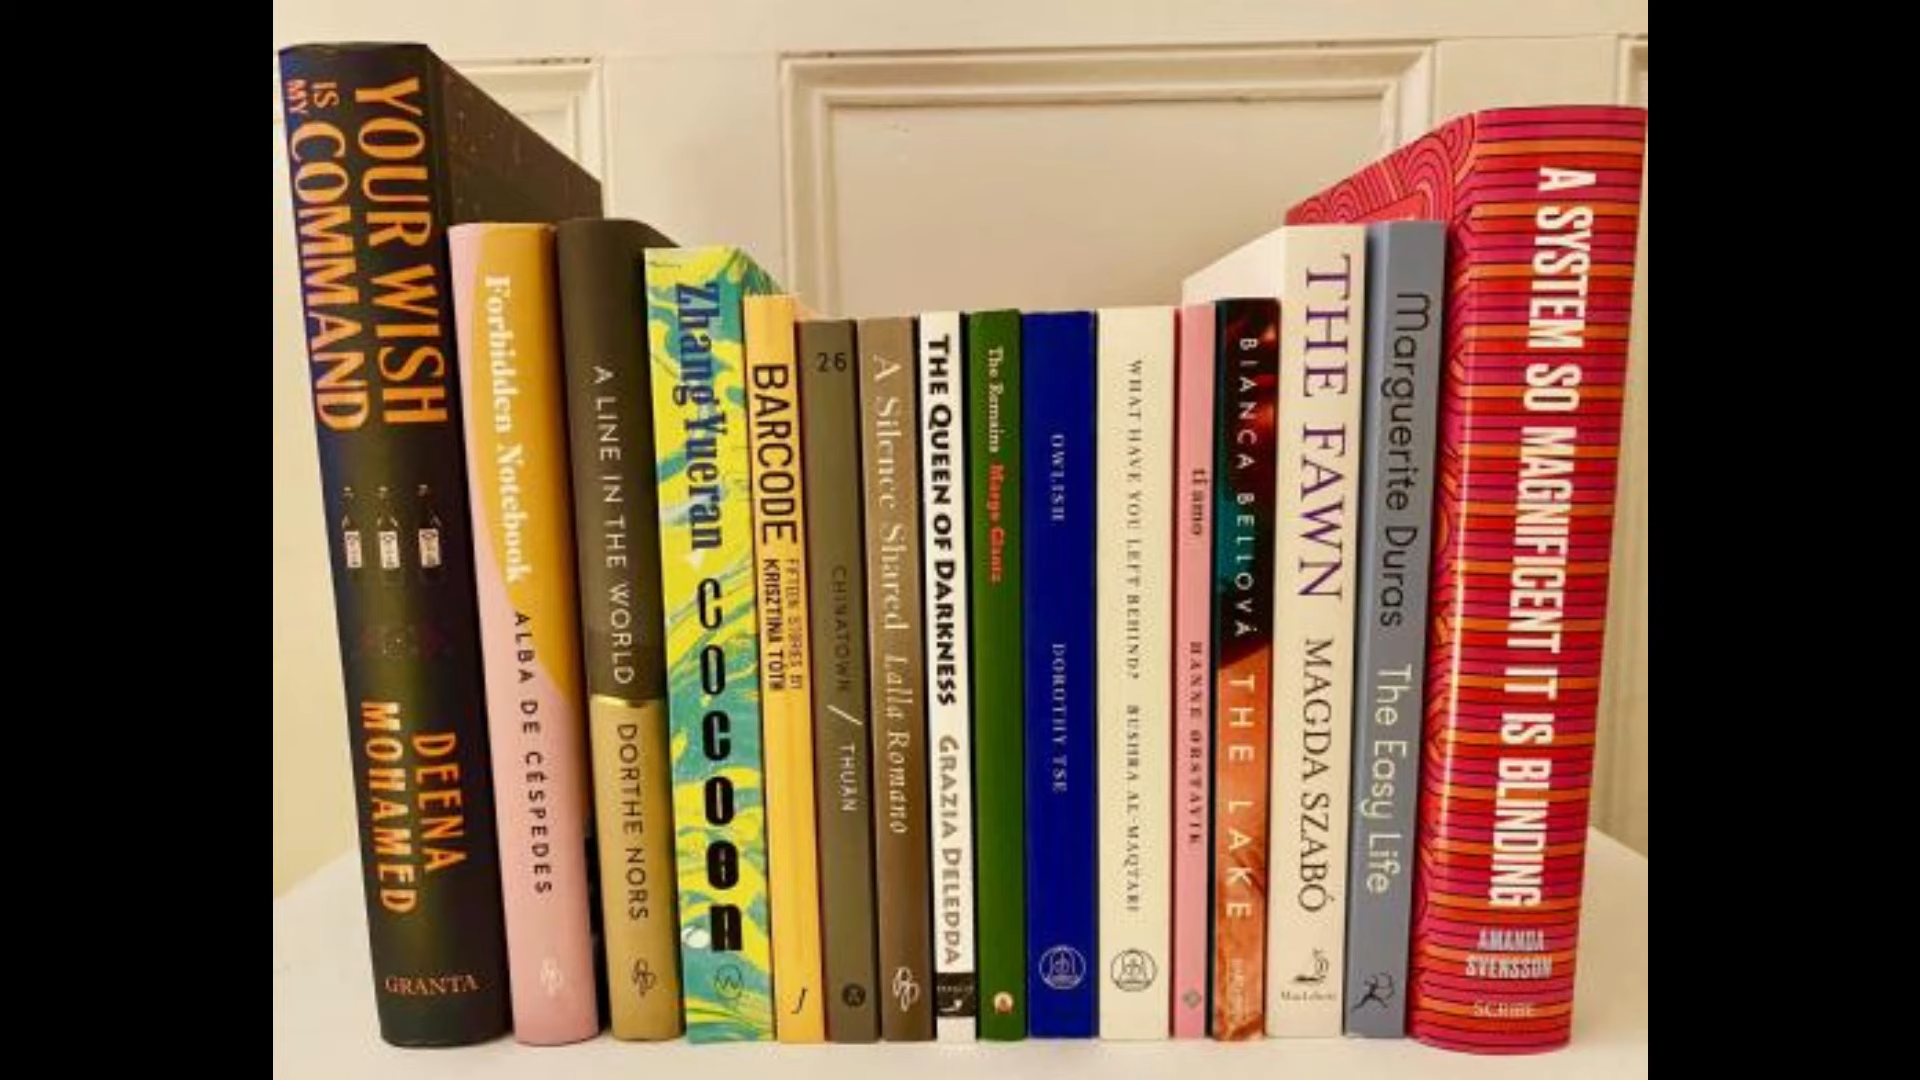 YOUR WISH
IS MY COMMAND
DEENA
MOHAMED
GRANTA
Forbidden Notebook ALBA DE CÉSPEDES
A LINE IN THE WORLD DORTHE NORS
Zhang Yueran cocoon
BARCODE FIFTEEN STORIES BY
KRISZTINA TÓTH
J
26 CHINATOWN / THUẬN
A Silence Shared Lalla Romano
THE QUEEN OF DARKNESS GRAZIA DELEDDA
The Remains Margo Glantz
OWLISH DOROTHY TSE
WHAT HAVE YOU LEFT BEHIND? BUSHRA AL-MAQTARI
ti amo HANNE ØRSTAVIK
BIANCA BELLOVÁ THE LAKE
THE FAWN MAGDA SZABÓ
MacLehose
Marguerite Duras The Easy Life
A SYSTEM SO MAGNIFICENT IT IS BLINDING
AMANDA
SVENSSON
SCRIBE